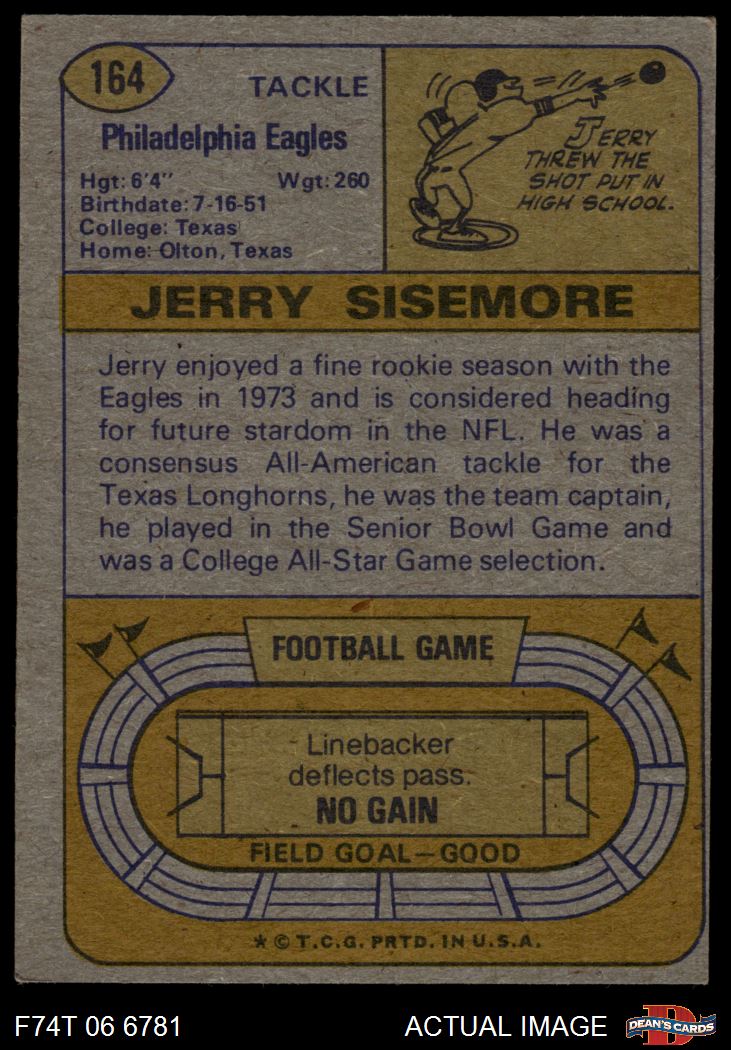 164
TACKLE
Philadelphia Eagles
Hgt: 6'4" Wgt: 260
Birthdate: 7-16-51
College: Texas
Home: Olton, Texas
JERRY
THREW THE
SHOT PUT IN
HIGH SCHOOL.
JERRY SISEMORE
Jerry enjoyed a fine rookie season with the
Eagles in 1973 and is considered heading
for future stardom in the NFL. He was a
consensus All-American tackle for the
Texas Longhorns, he was the team captain,
he played in the Senior Bowl Game and
was a College All-Star Game selection.
FOOTBALL GAME
Linebacker
deflects pass.
NO GAIN
FIELD GOAL—GOOD
* © T.C.G. PRTD. IN U.S.A.
F74T 06 6781 ACTUAL IMAGE
D
DEAN'S CARDS